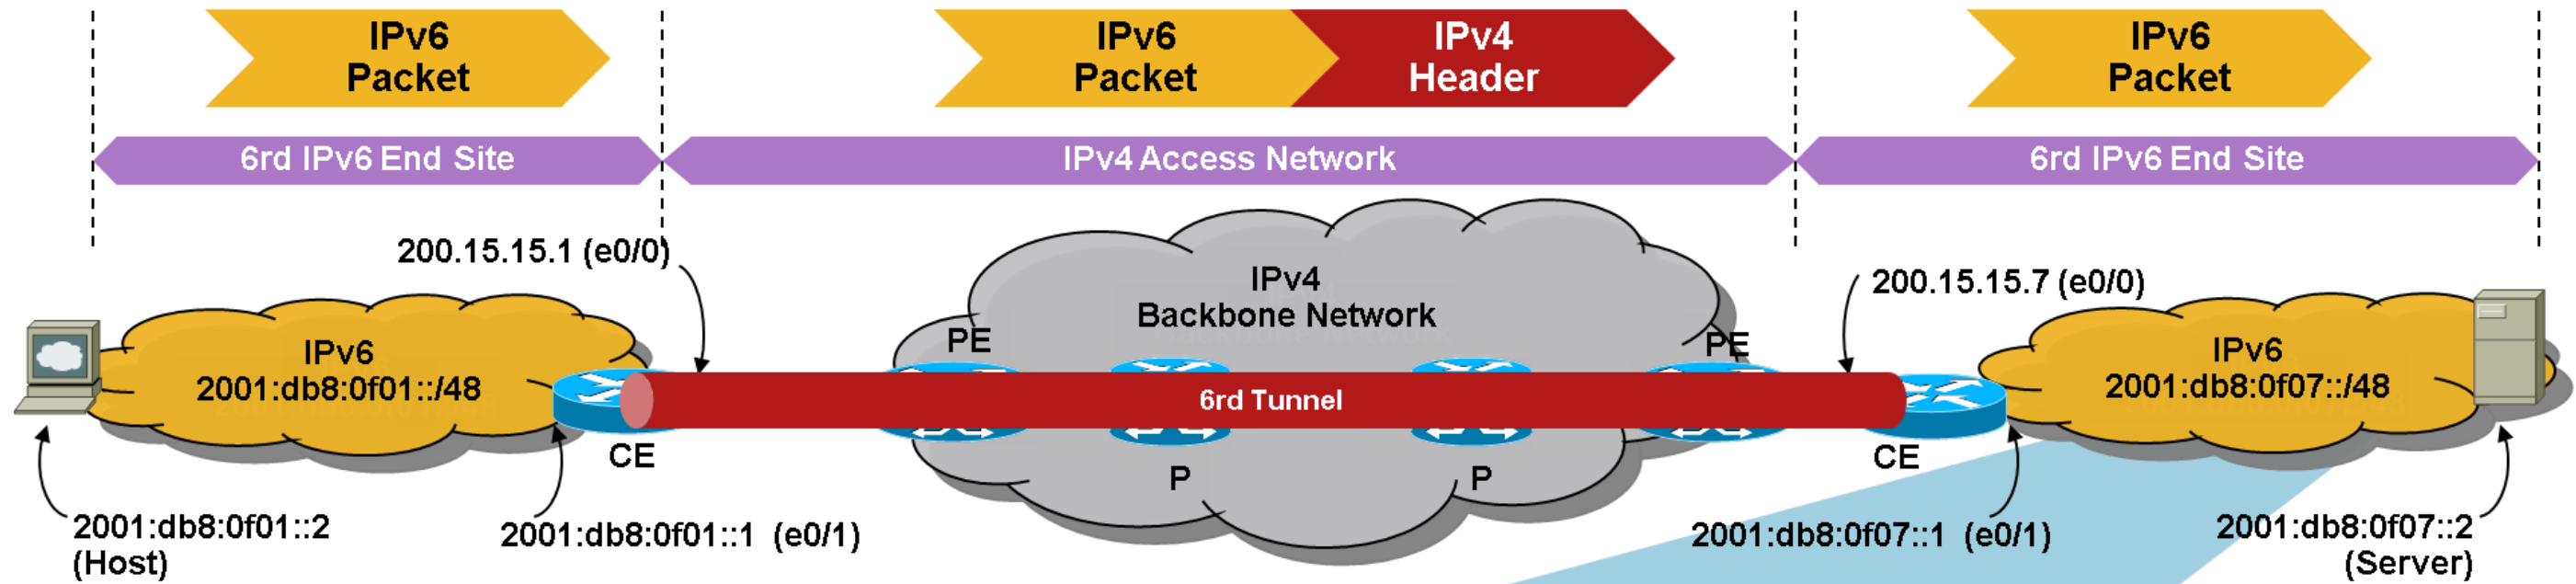 IPv6
Packet
IPv6
Packet
IPv4
Header
IPv6
Packet
6rd IPv6 End Site
IPv4 Access Network
6rd IPv6 End Site
200.15.15.1 (e0/0)
200.15.15.7 (e0/0)
IPv4
Backbone Network
PE
PE
IPv6
2001:db8:0f01::/48
6rd Tunnel
IPv6
2001:db8:0f07::/48
CE
CE
P
P
2001:db8:0f01::2
(Host)
2001:db8:0f01::1 (e0/1)
2001:db8:0f07::1 (e0/1)
2001:db8:0f07::2
(Server)